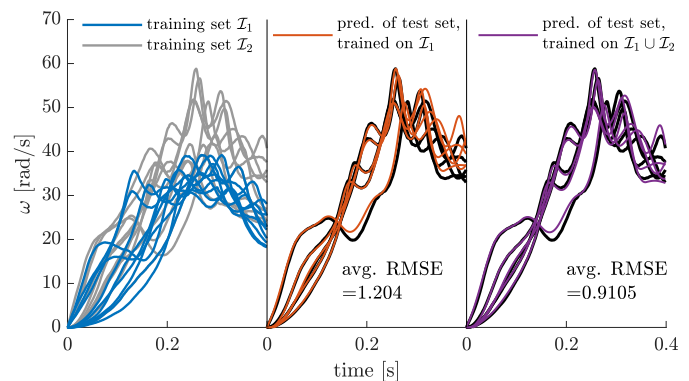 training set I₁
training set I₂
pred. of test set,
trained on I₁
pred. of test set,
trained on I₁ ∪ I₂
70
60
50
40
30
20
10
0
ω [rad/s]
avg. RMSE
=1.204
avg. RMSE
=0.9105
0
0.2
0
0.2
0
0.2
0.4
time [s]